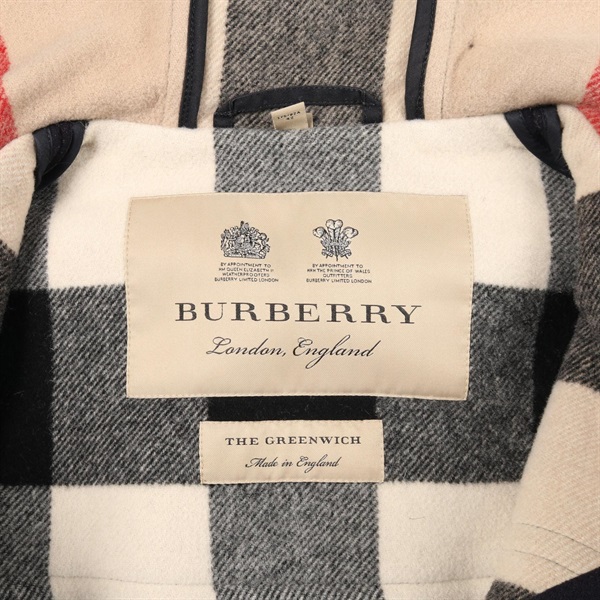 BY APPOINTMENT TO
HM QUEEN ELIZABETH II
WEATHERPROOFERS
BURBERRY LIMITED LONDON
BY APPOINTMENT TO
HRH THE PRINCE OF WALES
OUTFITTERS
BURBERRY LIMITED LONDON
BURBERRY
London, England
THE GREENWICH
Made in England